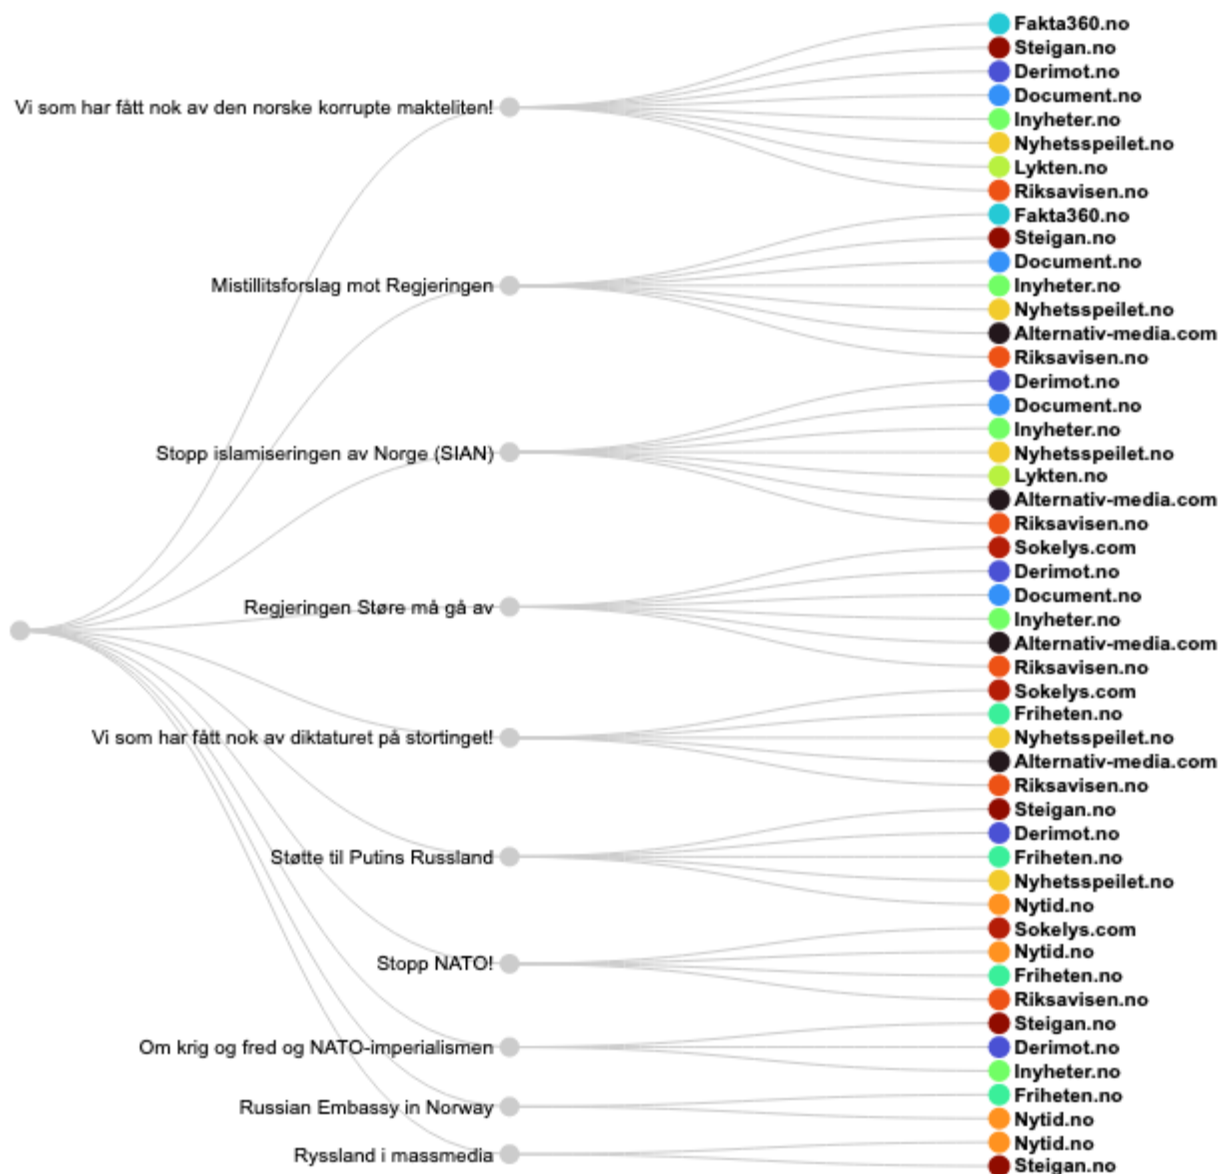 Vi som har fått nok av den norske korrupte makteliten!
Fakta360.no
Steigan.no
Derimot.no
Document.no
Inyheter.no
Nyhetsspeilet.no
Lykten.no
Riksavisen.no
Mistillitsforslag mot Regjeringen
Fakta360.no
Steigan.no
Document.no
Inyheter.no
Nyhetsspeilet.no
Alternativ-media.com
Riksavisen.no
Stopp islamiseringen av Norge (SIAN)
Derimot.no
Document.no
Inyheter.no
Nyhetsspeilet.no
Lykten.no
Alternativ-media.com
Riksavisen.no
Regjeringen Støre må gå av
Sokelys.com
Derimot.no
Document.no
Inyheter.no
Alternativ-media.com
Riksavisen.no
Vi som har fått nok av diktaturet på stortinget!
Sokelys.com
Friheten.no
Nyhetsspeilet.no
Alternativ-media.com
Riksavisen.no
Støtte til Putins Russland
Steigan.no
Derimot.no
Friheten.no
Nyhetsspeilet.no
Nytid.no
Stopp NATO!
Sokelys.com
Nytid.no
Friheten.no
Riksavisen.no
Om krig og fred og NATO-imperialismen
Steigan.no
Derimot.no
Inyheter.no
Russian Embassy in Norway
Friheten.no
Nytid.no
Ryssland i massmedia
Nytid.no
Steigan.no